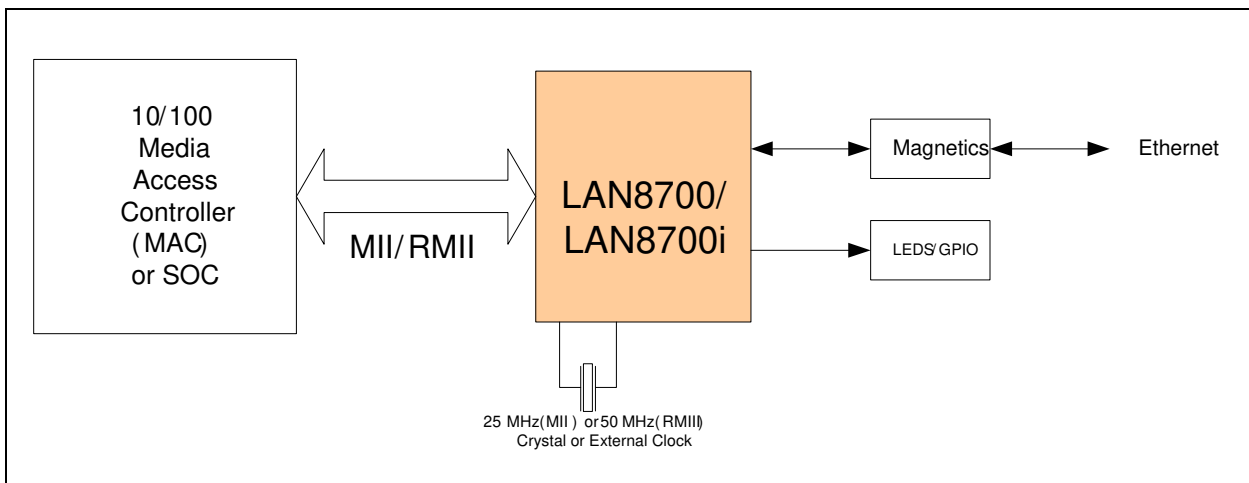 10/100
Media
Access
Controller
(MAC)
or SOC
MII/RMII
LAN8700/
LAN8700i
Magnetics
Ethernet
LEDS/GPIO
25 MHz(MII) or 50 MHz(RMIII)
Crystal or External Clock